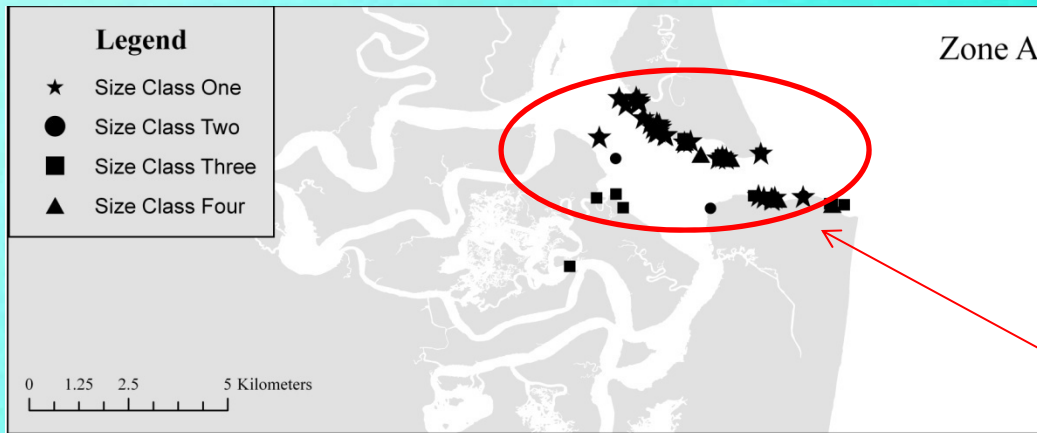 Legend
Zone A
Size Class One
Size Class Two
Size Class Three
Size Class Four
0 1.25 2.5 5 Kilometers